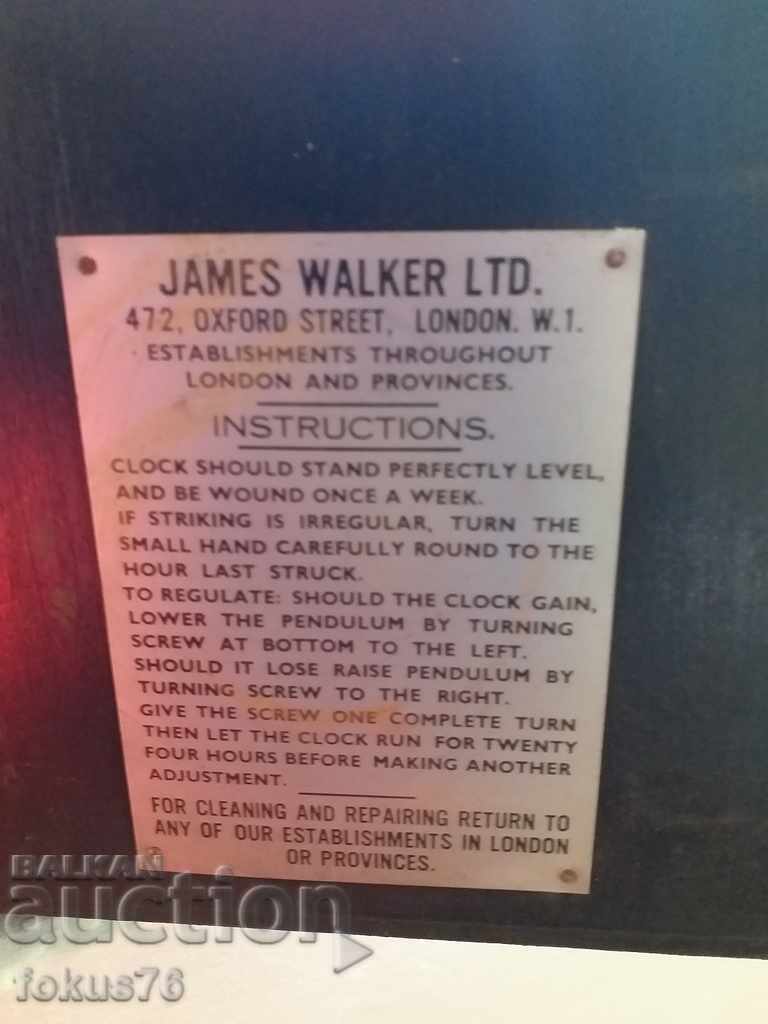 JAMES WALKER LTD.
472, OXFORD STREET, LONDON. W.1.
ESTABLISHMENTS THROUGHOUT
LONDON AND PROVINCES.
INSTRUCTIONS.
CLOCK SHOULD STAND PERFECTLY LEVEL,
AND BE WOUND ONCE A WEEK.
IF STRIKING IS IRREGULAR, TURN THE
SMALL HAND CAREFULLY ROUND TO THE
HOUR LAST STRUCK.
TO REGULATE: SHOULD THE CLOCK GAIN,
LOWER THE PENDULUM BY TURNING
SCREW AT BOTTOM TO THE LEFT.
SHOULD IT LOSE RAISE PENDULUM BY
TURNING SCREW TO THE RIGHT.
GIVE THE SCREW ONE COMPLETE TURN
THEN LET THE CLOCK RUN FOR TWENTY
FOUR HOURS BEFORE MAKING ANOTHER
ADJUSTMENT.
FOR CLEANING AND REPAIRING RETURN TO
ANY OF OUR ESTABLISHMENTS IN LONDON
OR PROVINCES.
BALKAN
auction
fokus76